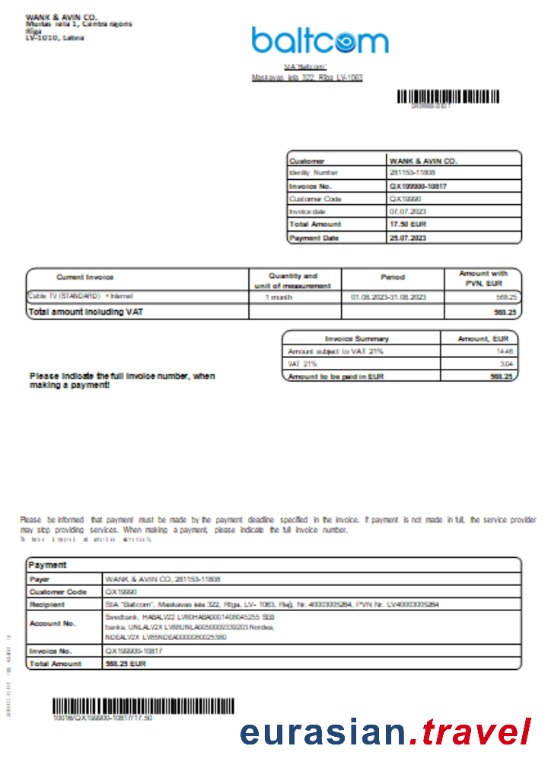 WANK & AVIN CO.
Murtas iela 1, Centra rajons
Rīga
LV-1010, Latvia
baltcom
SIA "Baltcom"
Maskavas iela 322, Rīga LV-1063
QX199900-10817
Customer WANK & AVIN CO.
Identity Number 281153-11808
Invoice No. QX199900-10817
Customer Code QX19990
Invoice date 07.07.2023
Total Amount 17.50 EUR
Payment Date 25.07.2023
Current Invoice Quantity and unit of measurement Period Amount with PVN, EUR
Cable TV (STANDARD) + Internet 1 month 01.08.2023-31.08.2023 568.25
Total amount including VAT 568.25
Invoice Summary Amount, EUR
Amount subject to VAT 21% 14.46
VAT 21% 3.04
Amount to be paid in EUR 568.25
Please indicate the full invoice number, when
making a payment!
Please be informed that payment must be made by the payment deadline specified in the invoice. If payment is not made in full, the service provider
may stop providing services. When making a payment, please indicate the full invoice number.
Payment
Payer WANK & AVIN CO, 281153-11808
Customer Code QX19990
Recipient SIA "Baltcom", Maskavas iela 322, Rīga, LV- 1063, Reģ. Nr. 40003005264, PVN Nr. LV40003005264
Account No. Swedbank, HABALV22 LV80HABA0001408045255 SEB
banka, UNLALV2X LV88UNLA0050009339203 Nordea,
NDEALV2X LV85NDEA0000080025380
Invoice No. QX199900-10817
Total Amount 568.25 EUR
10016/QX199900-10817/17.50
eurasian.travel